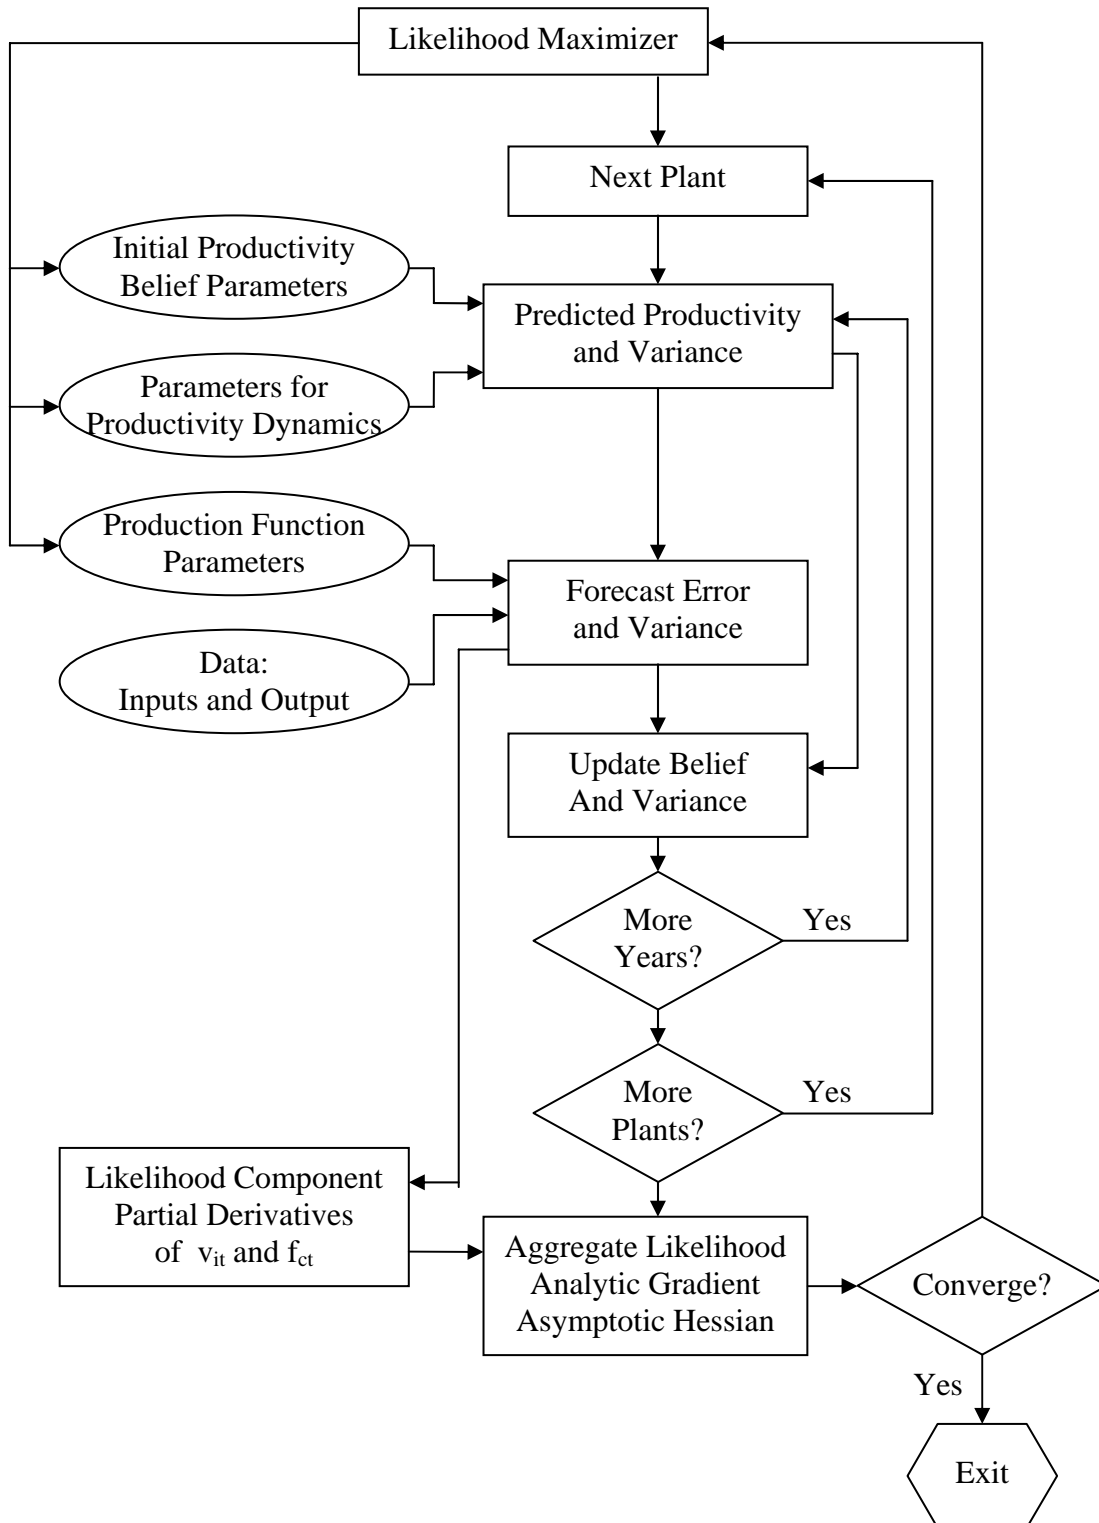 Likelihood Maximizer
Next Plant
Initial Productivity
Belief Parameters
Predicted Productivity
and Variance
Parameters for
Productivity Dynamics
Production Function
Parameters
Forecast Error
and Variance
Data:
Inputs and Output
Update Belief
And Variance
More
Years?
Yes
More
Plants?
Yes
Likelihood Component
Partial Derivatives
of v_it and f_ct
Aggregate Likelihood
Analytic Gradient
Asymptotic Hessian
Converge?
Yes
Exit